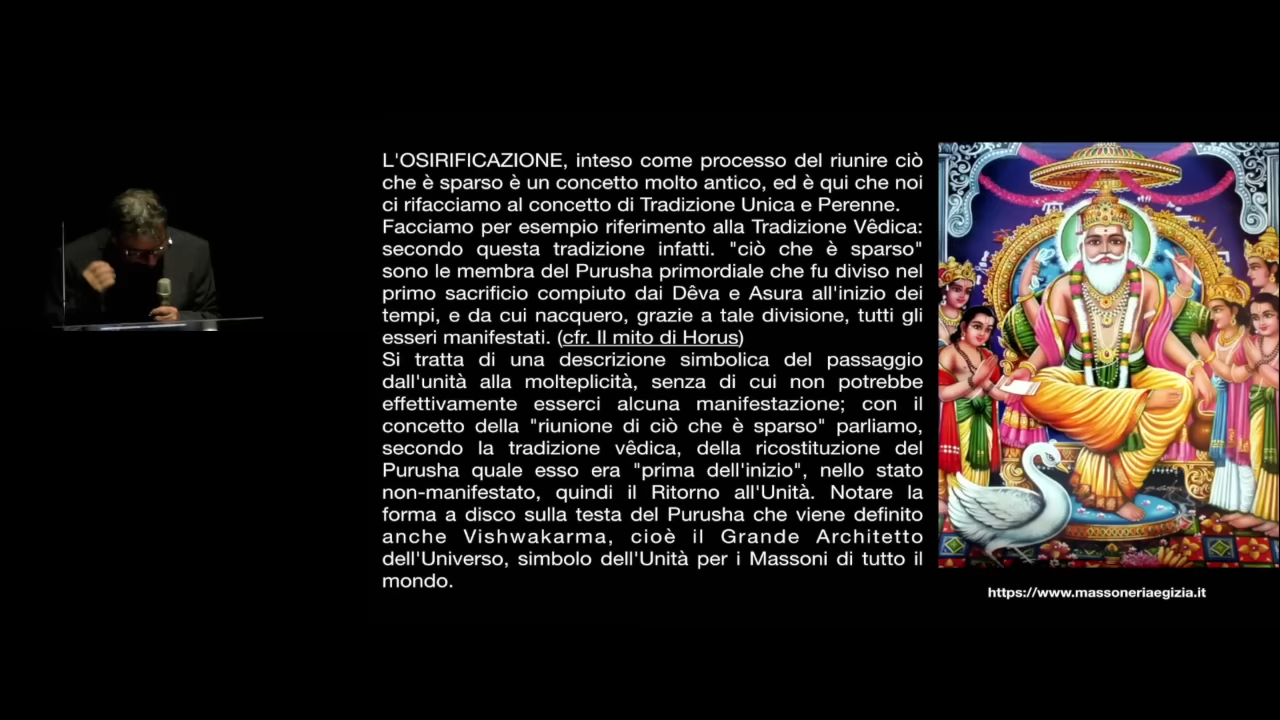 L'OSIRIFICAZIONE, inteso come processo del riunire ciò
che è sparso è un concetto molto antico, ed è qui che noi
ci rifacciamo al concetto di Tradizione Unica e Perenne.
Facciamo per esempio riferimento alla Tradizione Vêdica:
secondo questa tradizione infatti. "ciò che è sparso"
sono le membra del Purusha primordiale che fu diviso nel
primo sacrificio compiuto dai Dêva e Asura all'inizio dei
tempi, e da cui nacquero, grazie a tale divisione, tutti gli
esseri manifestati. (cfr. Il mito di Horus)
Si tratta di una descrizione simbolica del passaggio
dall'unità alla molteplicità, senza di cui non potrebbe
effettivamente esserci alcuna manifestazione; con il
concetto della "riunione di ciò che è sparso" parliamo,
secondo la tradizione vêdica, della ricostituzione del
Purusha quale esso era "prima dell'inizio", nello stato
non-manifestato, quindi il Ritorno all'Unità. Notare la
forma a disco sulla testa del Purusha che viene definito
anche Vishwakarma, cioè il Grande Architetto
dell'Universo, simbolo dell'Unità per i Massoni di tutto il
mondo.
https://www.massoneriaegizia.it